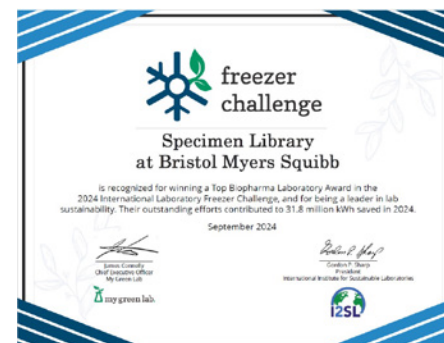 freezer
challenge
Specimen Library
at Bristol Myers Squibb
is recognized for winning a Top Biopharma Laboratory Award in the
2024 International Laboratory Freezer Challenge, and for being a leader in lab
sustainability. Their outstanding efforts contributed to 31.8 million kWh saved in 2024.
September 2024
James Connelly
Chief Executive Officer
My Green Lab
my green lab.
Gordon P. Sharp
President
International Institute for Sustainable Laboratories
I2SL